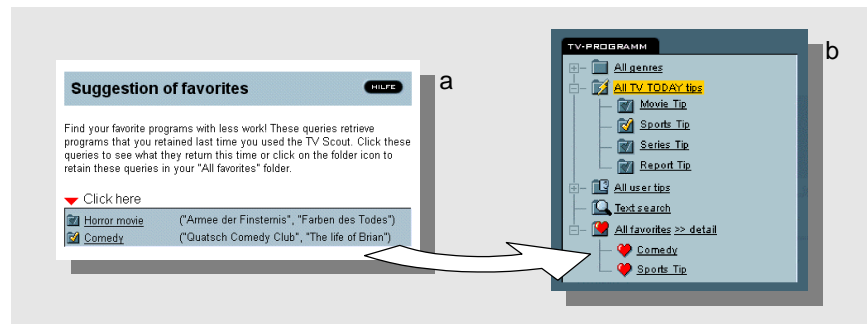 Suggestion of favorites
HILFE
a
Find your favorite programs with less work! These queries retrieve
programs that you retained last time you used the TV Scout. Click these
queries to see what they return this time or click on the folder icon to
retain these queries in your "All favorites" folder.
Click here
Horror movie ("Armee der Finsternis", "Farben des Todes")
Comedy ("Quatsch Comedy Club", "The life of Brian")
TV-PROGRAMM
b
All genres
All TV TODAY tips
Movie Tip
Sports Tip
Series Tip
Report Tip
All user tips
Text search
All favorites >> detail
Comedy
Sports Tip